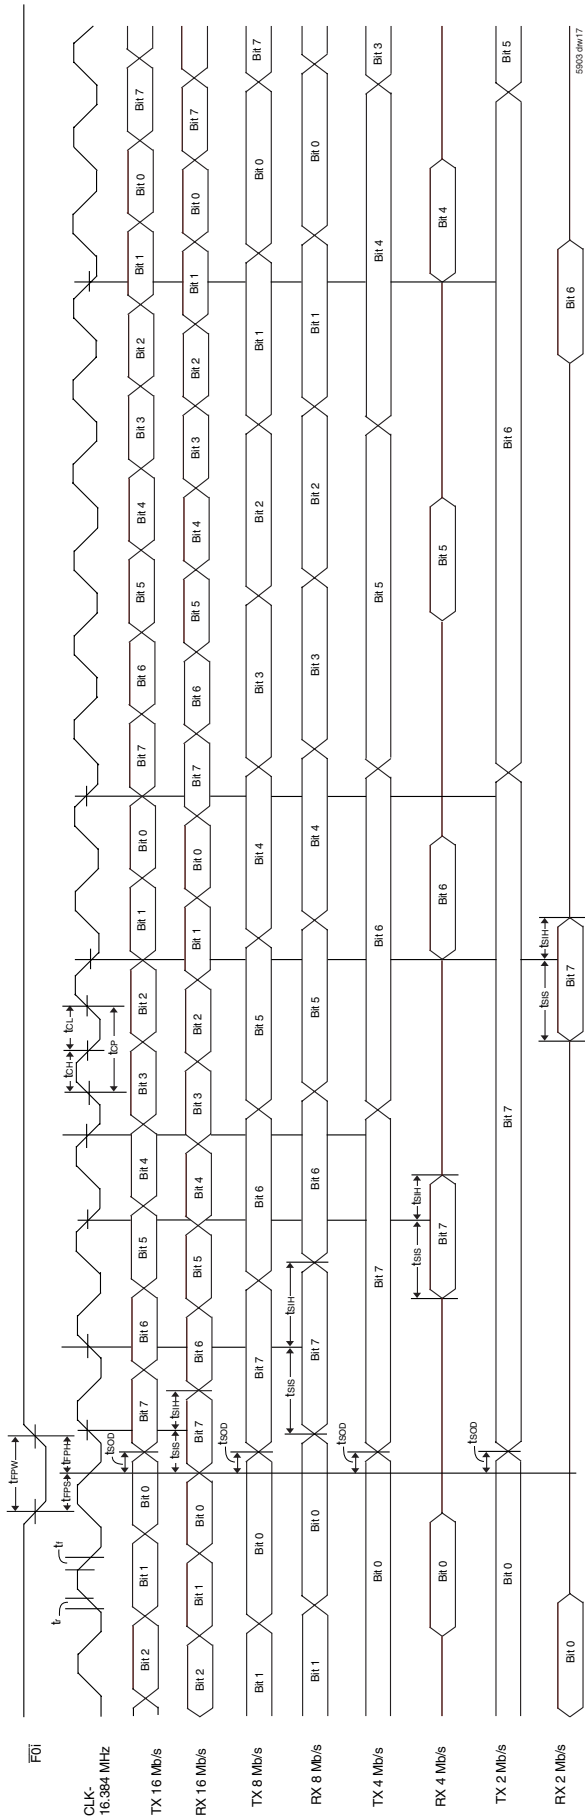 F̅0̅i̅
tFPW
tFPS tFPH
CLK-
16.384 MHz
tr tf tCH tCL
tCP
tSOD
TX 16 Mb/s Bit 2 Bit 1 Bit 0 Bit 7 Bit 6 Bit 5 Bit 4 Bit 3 Bit 2 Bit 1 Bit 0 Bit 7 Bit 6 Bit 5 Bit 4 Bit 3 Bit 2 Bit 1 Bit 0 Bit 7
tSIS tSIH
RX 16 Mb/s Bit 2 Bit 1 Bit 0 Bit 7 Bit 6 Bit 5 Bit 4 Bit 3 Bit 2 Bit 1 Bit 0 Bit 7 Bit 6 Bit 5 Bit 4 Bit 3 Bit 2 Bit 1 Bit 0 Bit 7
tSOD
TX 8 Mb/s Bit 1 Bit 0 Bit 7 Bit 6 Bit 5 Bit 4 Bit 3 Bit 2 Bit 1 Bit 0 Bit 7
tSIS tSIH
RX 8 Mb/s Bit 1 Bit 0 Bit 7 Bit 6 Bit 5 Bit 4 Bit 3 Bit 2 Bit 1 Bit 0
tSOD
TX 4 Mb/s Bit 0 Bit 7 Bit 6 Bit 5 Bit 4 Bit 3
tSIS tSIH
RX 4 Mb/s Bit 0 Bit 7 Bit 6 Bit 5 Bit 4
tSOD
TX 2 Mb/s Bit 0 Bit 7 Bit 6 Bit 5
tSIS tSIH
RX 2 Mb/s Bit 0 Bit 7 Bit 6
5903 drw17